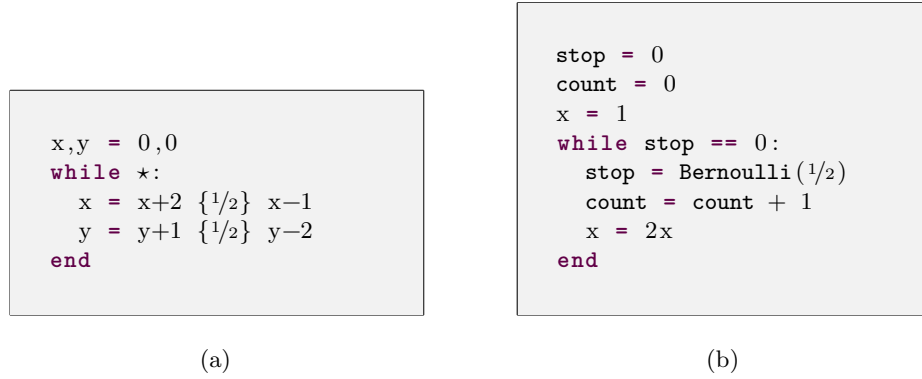 x,y = 0,0
while ⋆:
x = x+2 {1/2} x−1
y = y+1 {1/2} y−2
end
(a)
stop = 0
count = 0
x = 1
while stop == 0:
stop = Bernoulli(1/2)
count = count + 1
x = 2x
end
(b)